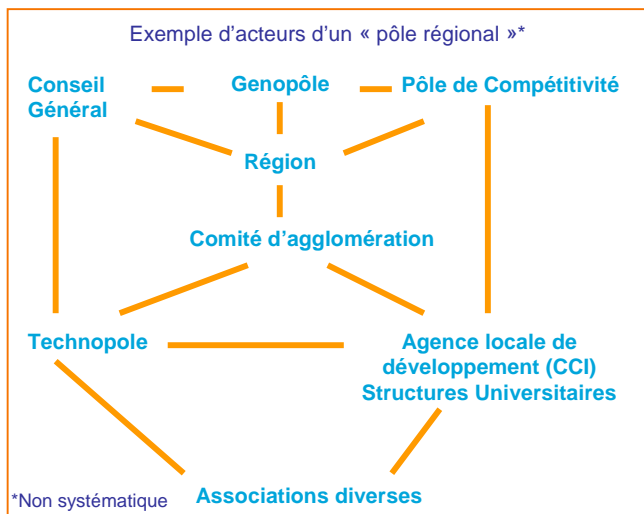 Exemple d'acteurs d'un « pôle régional »*
Conseil
Général
Genopôle
Pôle de Compétitivité
Région
Comité d'agglomération
Technopole
Agence locale de
développement (CCI)
Structures Universitaires
Associations diverses
*Non systématique